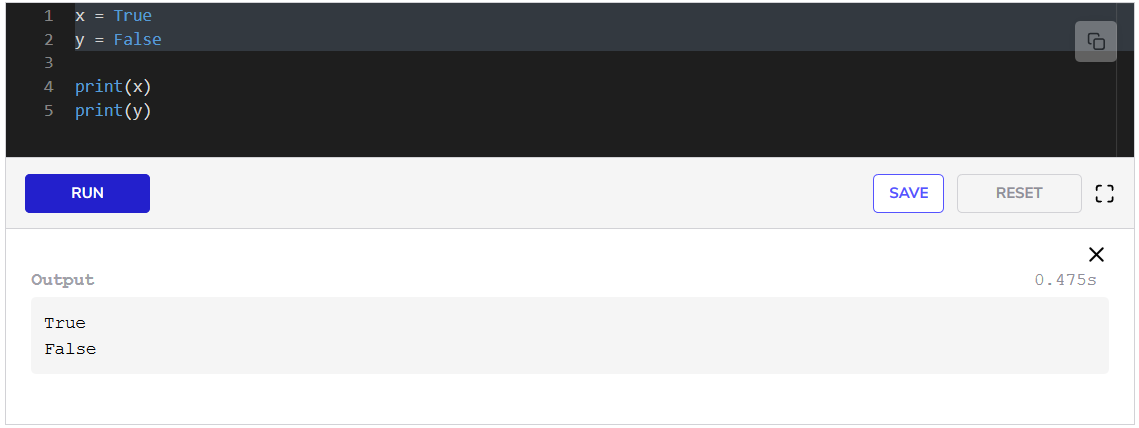 1 x = True
2 y = False
3
4 print(x)
5 print(y)
RUN SAVE RESET
Output 0.475s
True
False